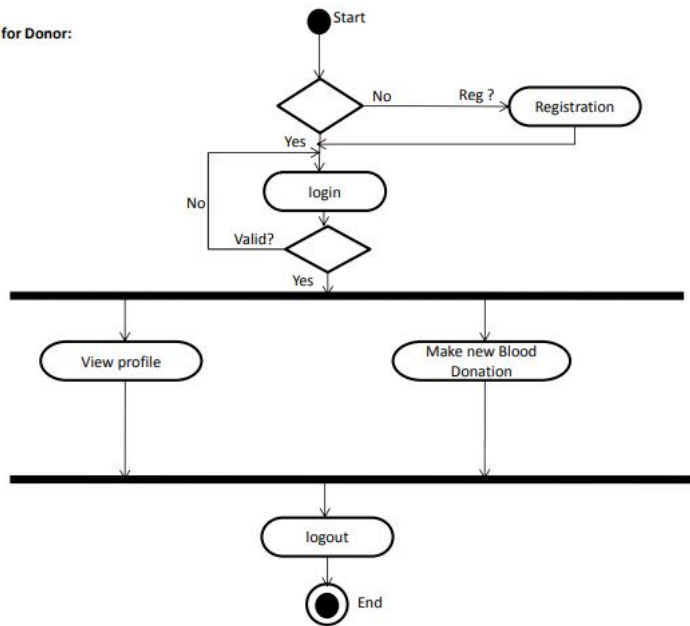 Start
for Donor:
No
Reg ?
Registration
Yes
login
No
Valid?
Yes
View profile
Make new Blood
Donation
logout
End